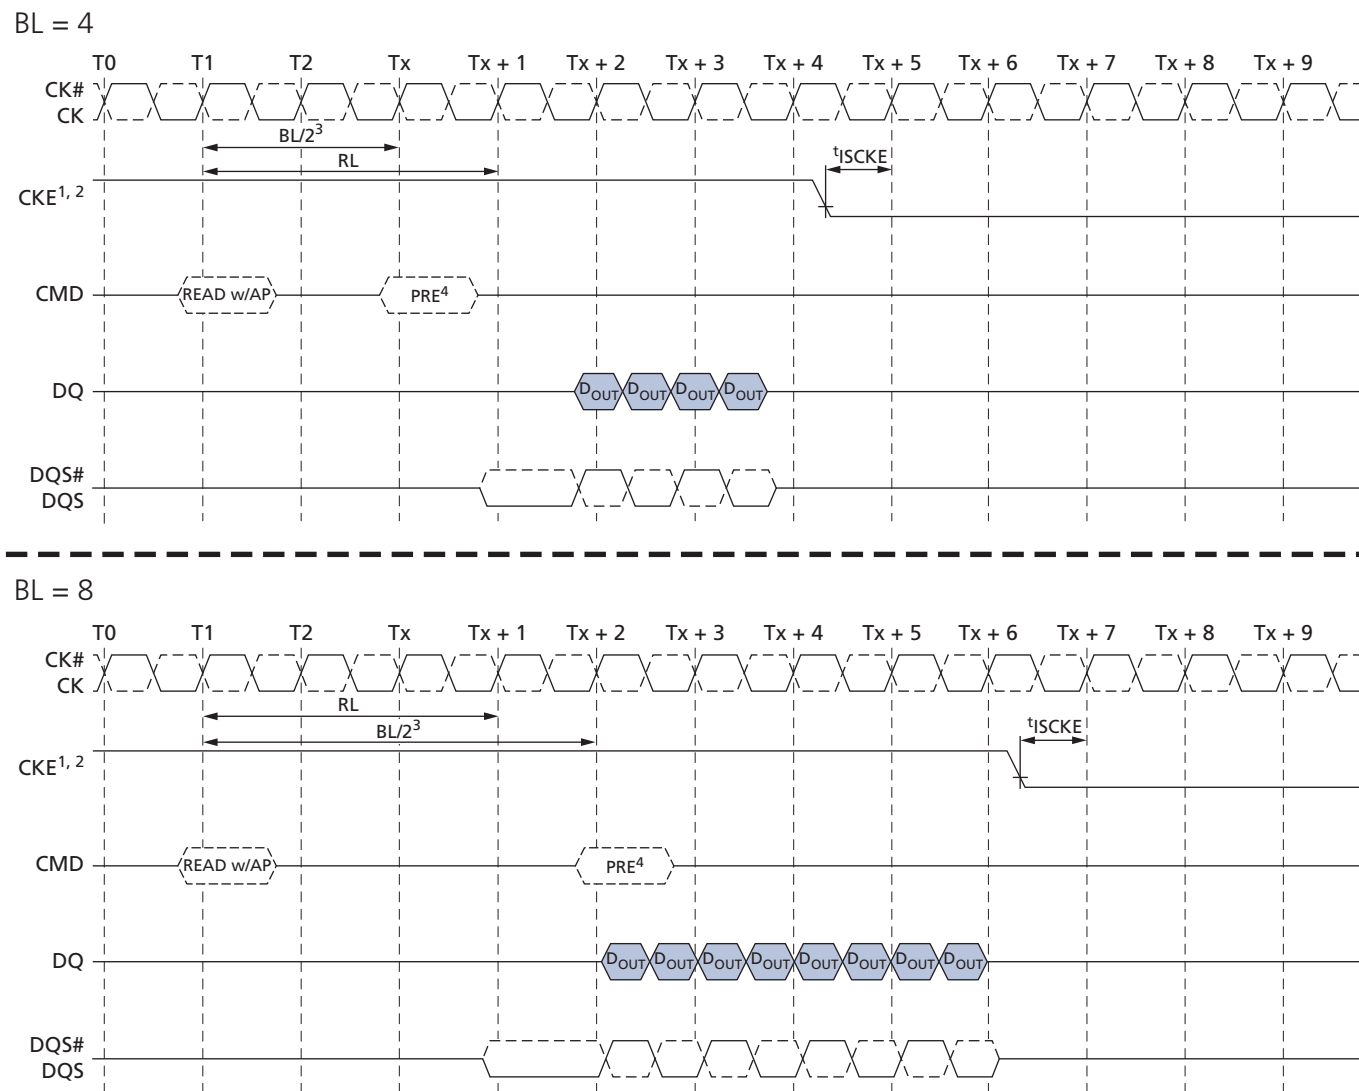 BL = 4
T0 T1 T2 Tx Tx + 1 Tx + 2 Tx + 3 Tx + 4 Tx + 5 Tx + 6 Tx + 7 Tx + 8 Tx + 9
CK#
CK
BL/2³
RL
tISCKE
CKE¹, ²
CMD READ w/AP PRE⁴
DQ DOUT DOUT DOUT DOUT
DQS#
DQS
BL = 8
T0 T1 T2 Tx Tx + 1 Tx + 2 Tx + 3 Tx + 4 Tx + 5 Tx + 6 Tx + 7 Tx + 8 Tx + 9
CK#
CK
RL
BL/2³
tISCKE
CKE¹, ²
CMD READ w/AP PRE⁴
DQ DOUT DOUT DOUT DOUT DOUT DOUT DOUT DOUT
DQS#
DQS